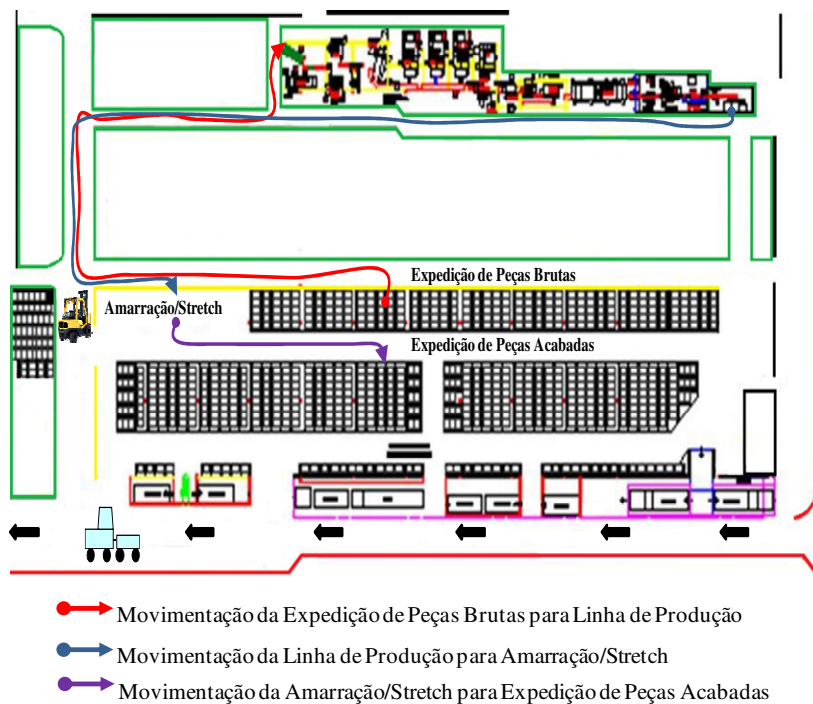 Expedição de Peças Brutas
Amarração/Stretch
Expedição de Peças Acabadas
Movimentação da Expedição de Peças Brutas para Linha de Produção
Movimentação da Linha de Produção para Amarração/Stretch
Movimentação da Amarração/Stretch para Expedição de Peças Acabadas